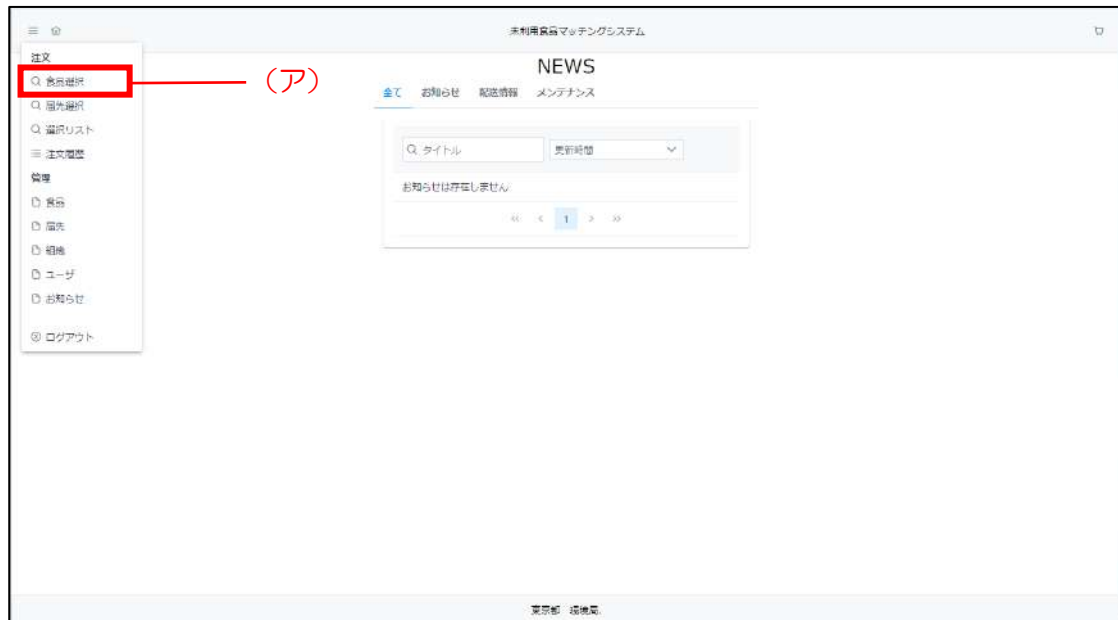 未利用食品マッチングシステム
注文
食品選択
届先選択
選択リスト
注文履歴
管理
食品
届先
組織
ユーザ
お知らせ
ログアウト
(ア)
NEWS
全て お知らせ 配送情報 メンテナンス
タイトル 更新時間
お知らせは存在しません
<< < 1 > >>
東京都 環境局